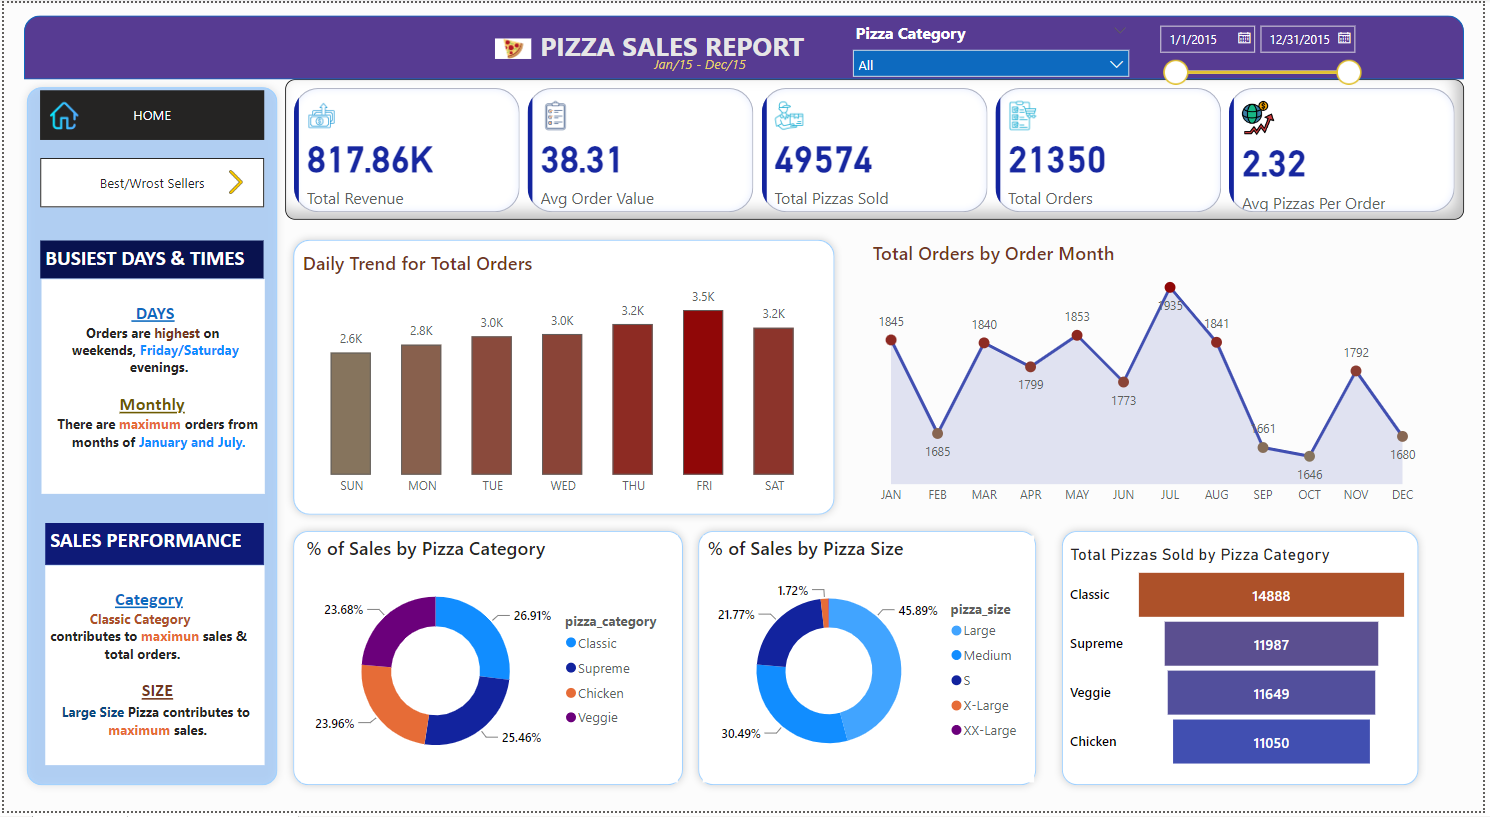 PIZZA SALES REPORT
Jan/15 - Dec/15
Pizza Category
All
1/1/2015
12/31/2015
HOME
Best/Wrost Sellers
817.86K
Total Revenue
38.31
Avg Order Value
49574
Total Pizzas Sold
21350
Total Orders
2.32
Avg Pizzas Per Order
BUSIEST DAYS & TIMES
DAYS
Orders are highest on
weekends, Friday/Saturday
evenings.
Monthly
There are maximum orders from
months of January and July.
SALES PERFORMANCE
Category
Classic Category
contributes to maximun sales &
total orders.
SIZE
Large Size Pizza contributes to
maximum sales.
Daily Trend for Total Orders
2.6K
2.8K
3.0K
3.0K
3.2K
3.5K
3.2K
SUN
MON
TUE
WED
THU
FRI
SAT
Total Orders by Order Month
1845
1685
1840
1799
1853
1773
1935
1841
661
1646
1792
1680
JAN
FEB
MAR
APR
MAY
JUN
JUL
AUG
SEP
OCT
NOV
DEC
% of Sales by Pizza Category
26.91%
25.46%
23.96%
23.68%
pizza_category
Classic
Supreme
Chicken
Veggie
% of Sales by Pizza Size
45.89%
30.49%
21.77%
1.72%
pizza_size
Large
Medium
S
X-Large
XX-Large
Total Pizzas Sold by Pizza Category
Classic 14888
Supreme 11987
Veggie 11649
Chicken 11050